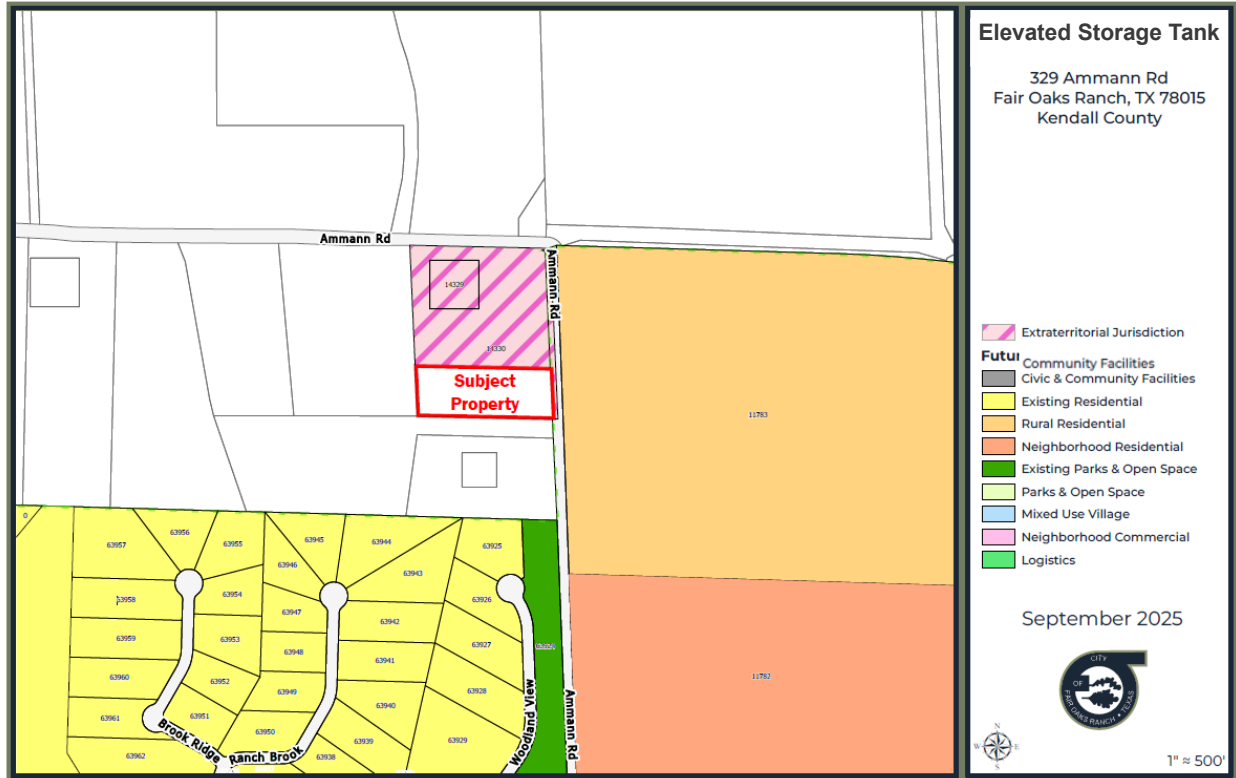 Elevated Storage Tank
329 Ammann Rd
Fair Oaks Ranch, TX 78015
Kendall County
Extraterritorial Jurisdiction
Futur
Community Facilities
Civic & Community Facilities
Existing Residential
Rural Residential
Neighborhood Residential
Existing Parks & Open Space
Parks & Open Space
Mixed Use Village
Neighborhood Commercial
Logistics
September 2025
CITY
OF
FAIR OAKS RANCH • TEXAS
N
W E
S
1" ≈ 500'
Ammann Rd
Ammann Rd
14329
14330
Subject
Property
11783
0
63957
63956
63955
63945
63944
63925
63946
63943
63958
63954
63926
63947
63942
63959
63953
63948
63941
63927
63960
63952
63949
63940
63928
63961
63951
63950
63939
63929
63962
63938
11782
Brook Ridge
Ranch Brook
Woodland View
Ammann Rd